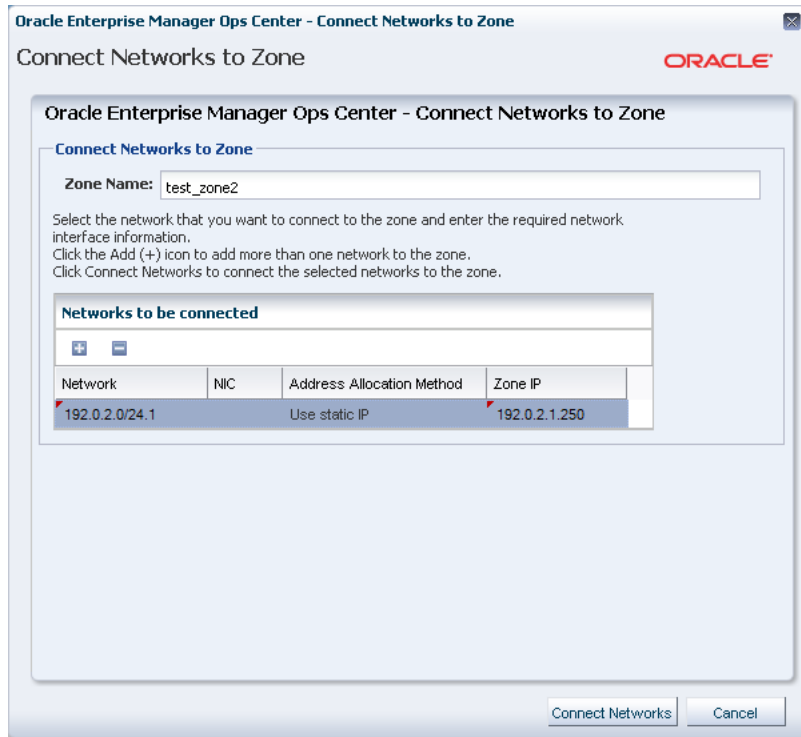 Oracle Enterprise Manager Ops Center - Connect Networks to Zone
Connect Networks to Zone
ORACLE
Oracle Enterprise Manager Ops Center - Connect Networks to Zone
Connect Networks to Zone
Zone Name: test_zone2
Select the network that you want to connect to the zone and enter the required network
interface information.
Click the Add (+) icon to add more than one network to the zone.
Click Connect Networks to connect the selected networks to the zone.
Networks to be connected
Network NIC Address Allocation Method Zone IP
192.0.2.0/24.1 Use static IP 192.0.2.1.250
Connect Networks Cancel